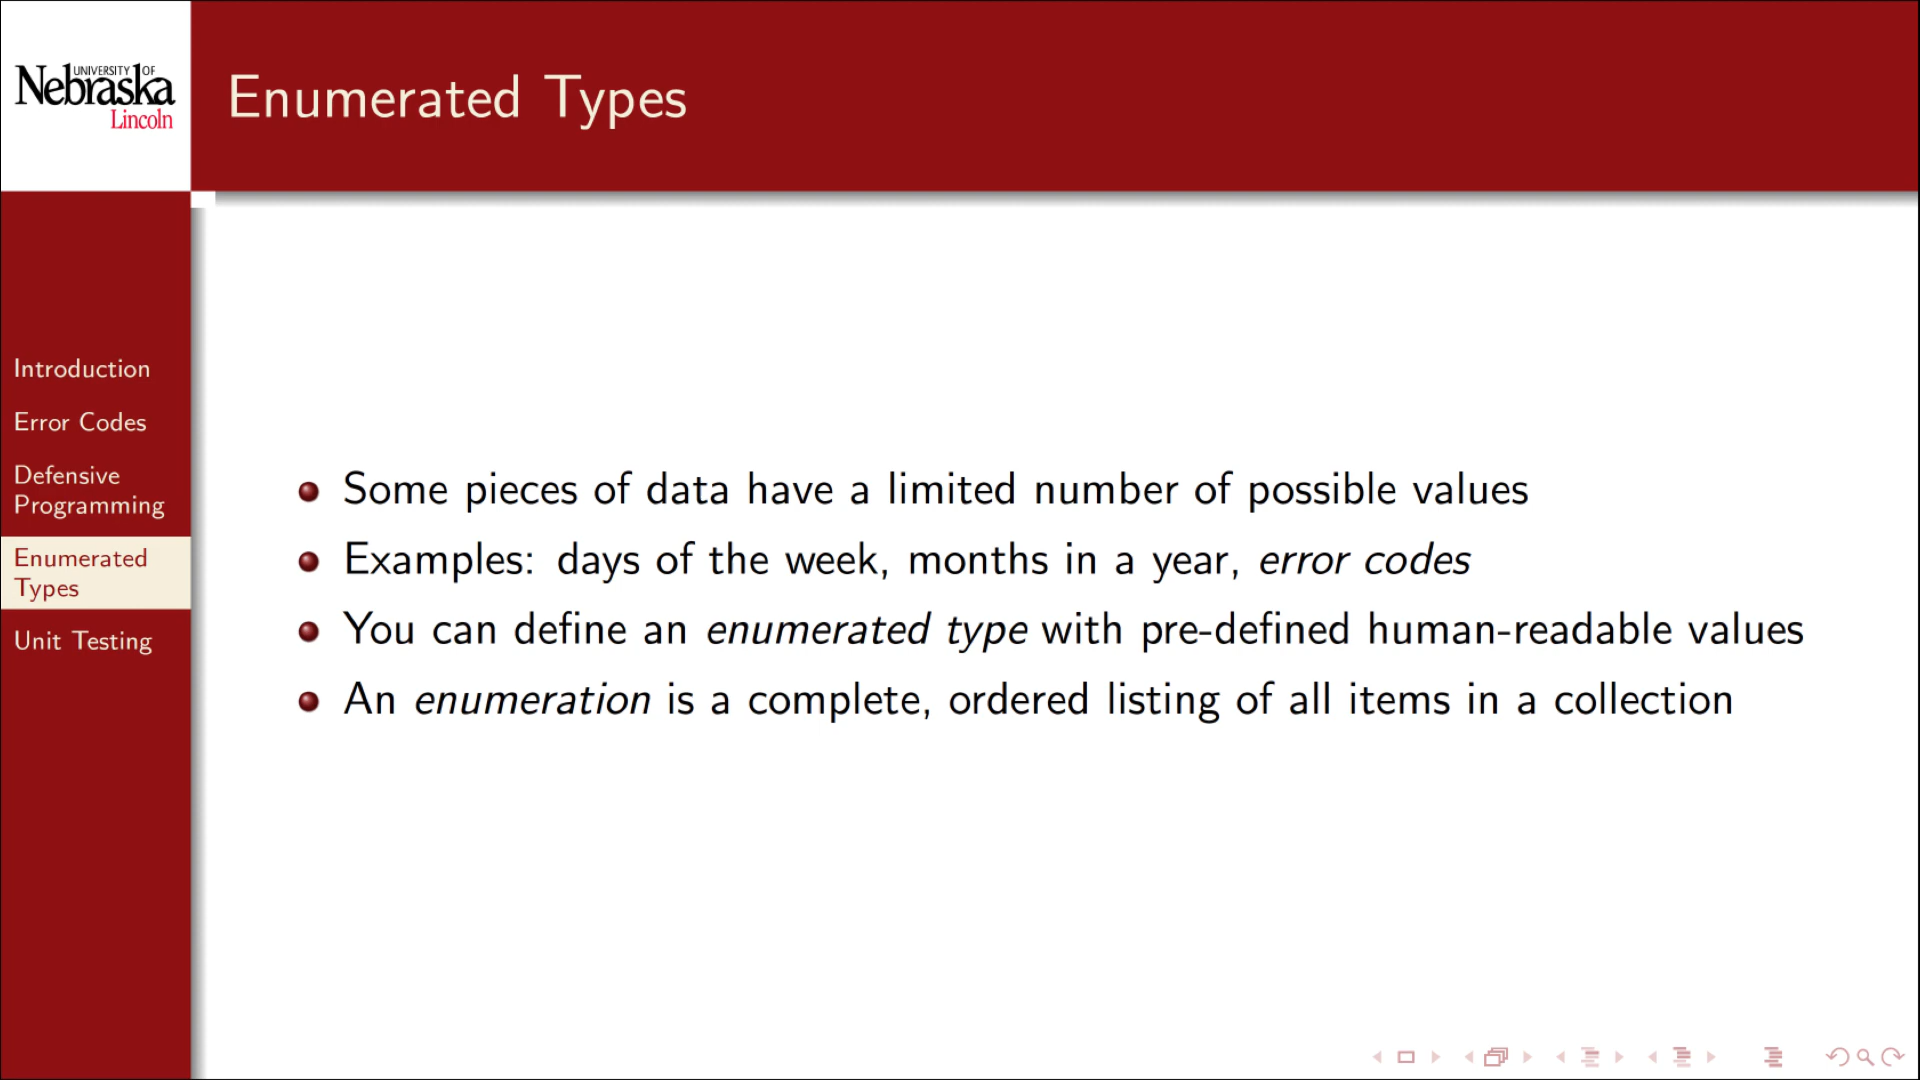 UNIVERSITY OF
Nebraska
Lincoln
Enumerated Types
Introduction
Error Codes
Defensive
Programming
Enumerated
Types
Unit Testing
Some pieces of data have a limited number of possible values
Examples: days of the week, months in a year, error codes
You can define an enumerated type with pre-defined human-readable values
An enumeration is a complete, ordered listing of all items in a collection